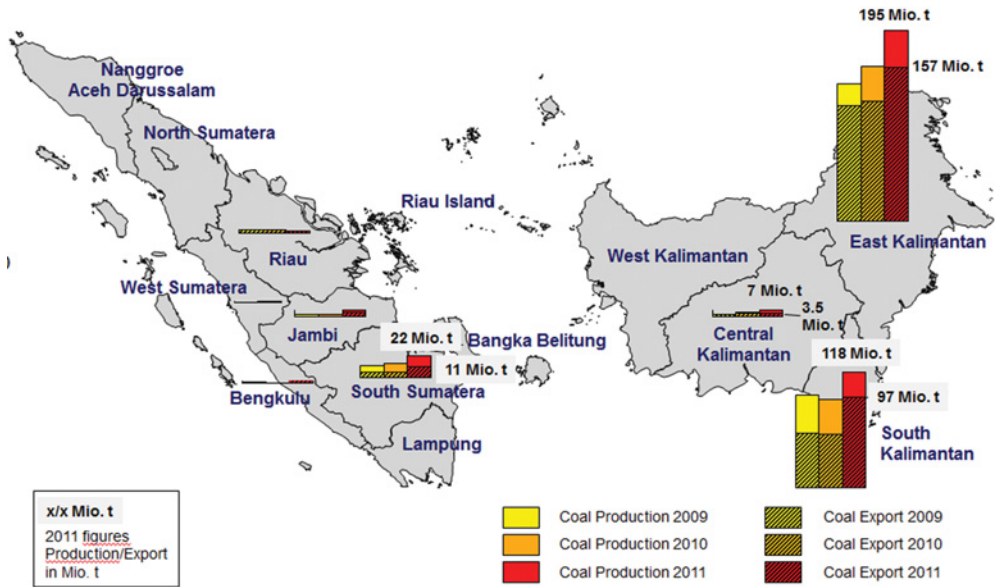 195 Mio. t
157 Mio. t
Nanggroe
Aceh Darussalam
North Sumatera
Riau Island
West Kalimantan
East Kalimantan
Riau
West Sumatera
7 Mio. t
3.5
Mio. t
Jambi
22 Mio. t
Bangka Belitung
Central
Kalimantan
118 Mio. t
11 Mio. t
Bengkulu
South Sumatera
97 Mio. t
Lampung
South
Kalimantan
x/x Mio. t
2011 figures
Production/Export
in Mio. t
Coal Production 2009
Coal Export 2009
Coal Production 2010
Coal Export 2010
Coal Production 2011
Coal Export 2011